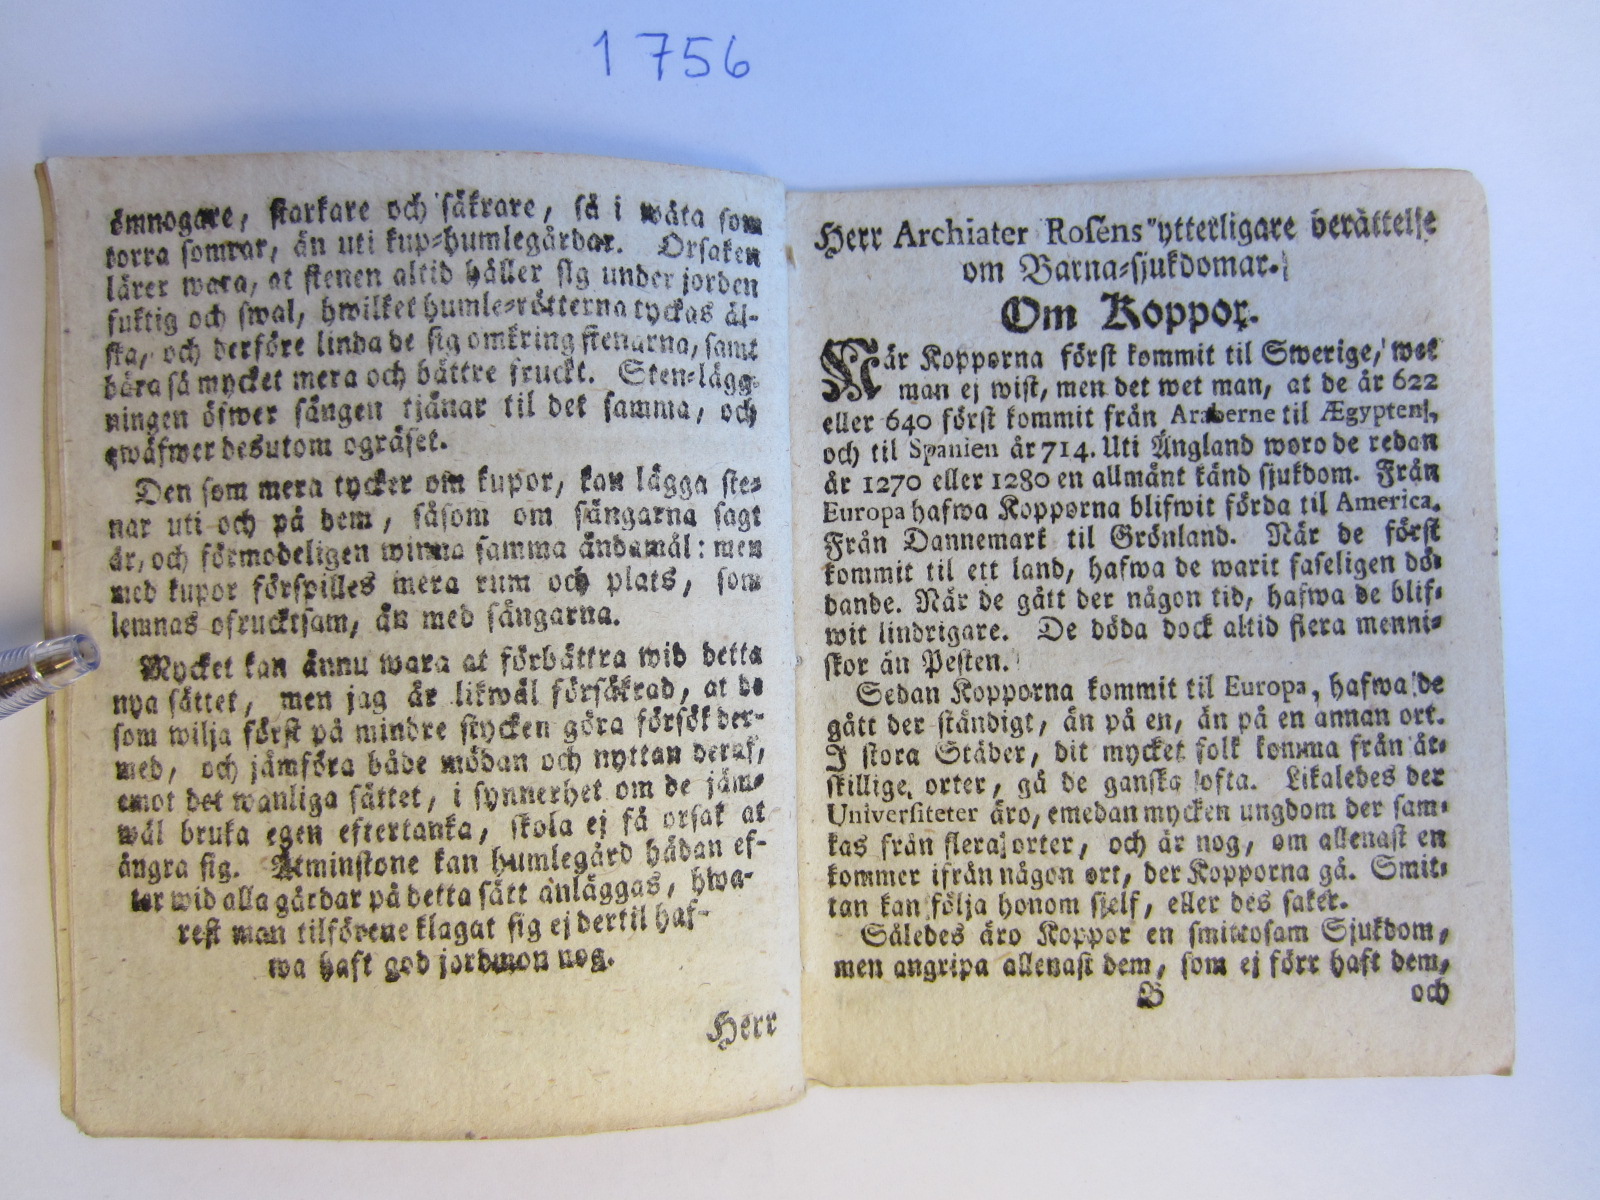 1756
ömnogare, starkare och säkrare, så i wåta som
torra somrar, än uti kup-humlegårdar. Orsaken
lärer wara, at stenen altid håller sig under jorden
fuktig och swal, hwilket humle-rötterna tyckas äl-
ska, och derföre linda de sig omkring stenarna, samt
bära så mycket mera och bättre fruckt. Sten-lägg-
ningen öfwer sängen tjänar til det samma, och
qwäfwer desutom ogräset.
Den som mera tycker om kupor, kan lägga ste-
nar uti och på dem, såsom om sängarna sagt
är, och förmodeligen winna samma ändamål: men
med kupor förspilles mera rum och plats, som
lemnas ofrucktsam, än med sängarna.
Mycket kan ännu wara at förbättra wid detta
nya sättet, men jag är likwäl försäkrad, at de
som wilja först på mindre stycken göra försök der-
med, och jämföra både mödan och nyttan deraf,
emot det wanliga sättet, i synnerhet om de jäm-
wäl bruka egen eftertanka, skola ej få orsak at
ångra sig. Åtminstone kan humlegård hädan ef-
ter wid alla gårdar på detta sätt anläggas, hwa-
rest man tilförene klagat sig ej dertil haf-
wa haft god jordmon nog.
Herr
Herr Archiater Rosens ytterligare berättelse
om Barna-sjukdomar.
Om Koppor.
När Kopporna först kommit til Swerige, wet
man ej wist, men det wet man, at de år 622
eller 640 först kommit från Araberne til Ægypten,
och til Spanien år 714. Uti Ängland woro de redan
år 1270 eller 1280 en allmänt känd sjukdom. Från
Europa hafwa Kopporna blifwit förda til America.
Från Dannemark til Grönland. När de först
kommit til ett land, hafwa de warit faseligen dö-
dande. När de gått der någon tid, hafwa de blif-
wit lindrigare. De döda dock altid flera menni-
skor än Pesten.
Sedan Kopporna kommit til Europa, hafwa de
gått der ständigt, än på en, än på en annan ort.
I stora Städer, dit mycket folk komma från åt-
skillige orter, gå de ganska ofta. Likaledes der
Universiteter äro, emedan mycken ungdom der sam-
kas från flera orter, och är nog, om allenast en
kommer ifrån någon ort, der Kopporna gå. Smit-
tan kan följa honom sjelf, eller des saker.
Således äro Koppor en smittosam Sjukdom,
men angripa allenast dem, som ej förr haft dem,
B och